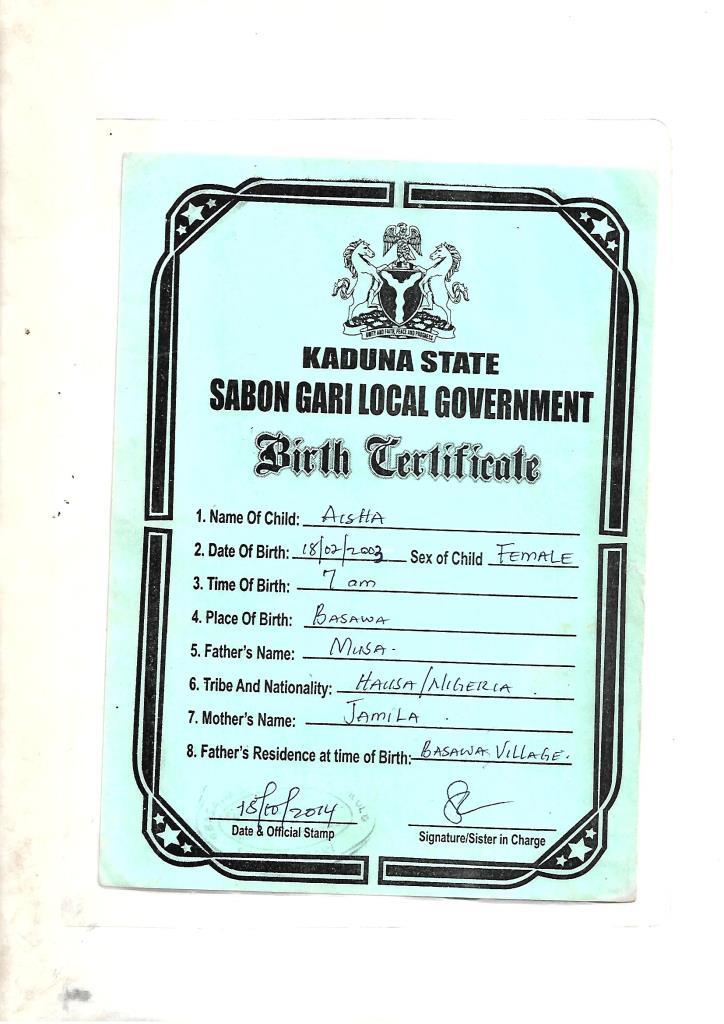 UNITY AND FAITH, PEACE AND PROGRESS
KADUNA STATE
SABON GARI LOCAL GOVERNMENT
Birth Certificate
1. Name Of Child: AISHA
2. Date Of Birth: 18/02/2003 Sex of Child FEMALE
3. Time Of Birth: 7 am
4. Place Of Birth: BASAWA
5. Father's Name: MUSA.
6. Tribe And Nationality: HAUSA/NIGERIA.
7. Mother's Name: JAMILA.
8. Father's Residence at time of Birth: BASAWA VILLAGE.
18/10/2014
Date & Official Stamp
Signature/Sister in Charge